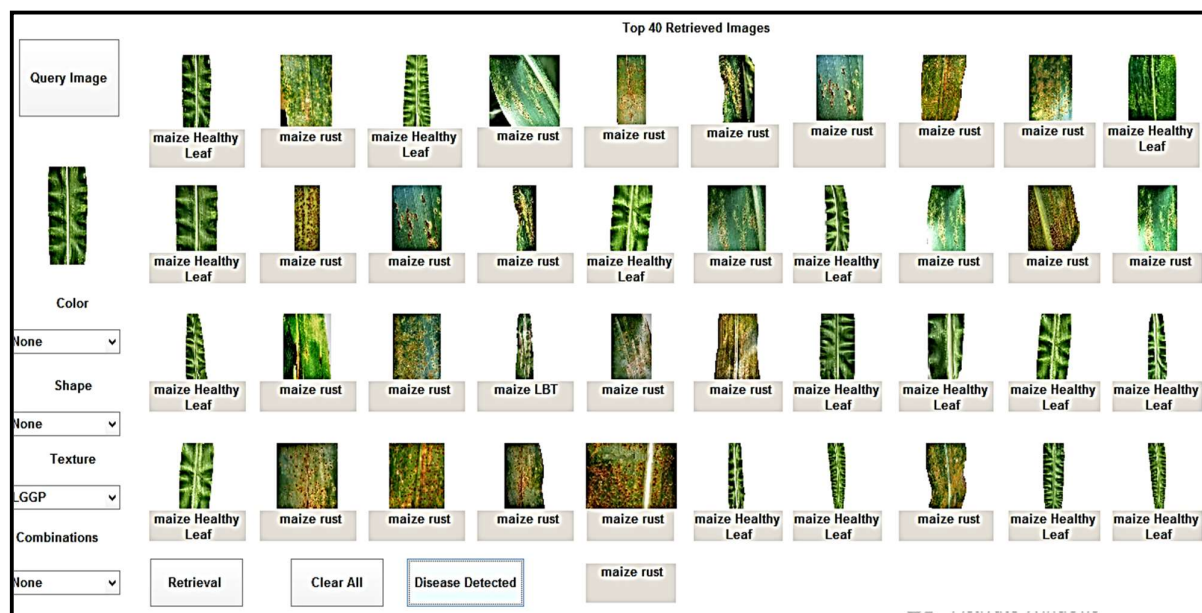 Top 40 Retrieved Images
Query Image
maize Healthy
Leaf
maize rust
maize Healthy
Leaf
maize rust
maize rust
maize rust
maize rust
maize rust
maize rust
maize Healthy
Leaf
maize Healthy
Leaf
maize rust
maize rust
maize rust
maize Healthy
Leaf
maize rust
maize Healthy
Leaf
maize rust
maize rust
maize rust
Color
None
maize Healthy
Leaf
maize rust
maize rust
maize LBT
maize rust
maize rust
maize Healthy
Leaf
maize Healthy
Leaf
maize Healthy
Leaf
maize Healthy
Leaf
Shape
None
Texture
LGGP
maize Healthy
Leaf
maize rust
maize rust
maize rust
maize rust
maize Healthy
Leaf
maize Healthy
Leaf
maize rust
maize Healthy
Leaf
maize Healthy
Leaf
Combinations
None
Retrieval
Clear All
Disease Detected
maize rust